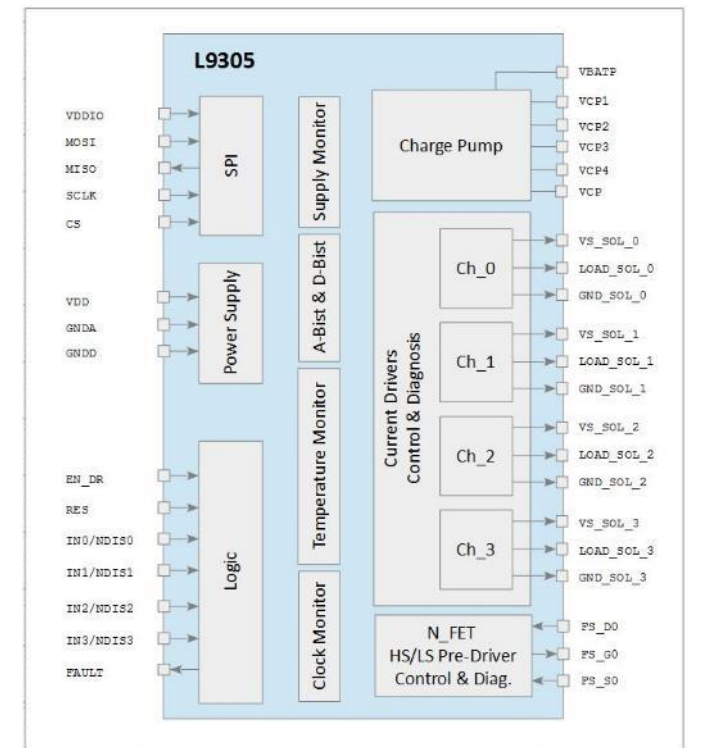 L9305
VDDIO
MOSI
MISO
SCLK
CS
SPI
VDD
GNDA
GNDD
Power Supply
EN_DR
RES
IN0/NDIS0
IN1/NDIS1
IN2/NDIS2
IN3/NDIS3
FAULT
Logic
Supply Monitor
A-Bist & D-Bist
Temperature Monitor
Clock Monitor
Charge Pump
VBATP
VCP1
VCP2
VCP3
VCP4
VCP
Current Drivers
Control & Diagnosis
Ch_0
VS_SOL_0
LOAD_SOL_0
GND_SOL_0
Ch_1
VS_SOL_1
LOAD_SOL_1
GND_SOL_1
Ch_2
VS_SOL_2
LOAD_SOL_2
GND_SOL_2
Ch_3
VS_SOL_3
LOAD_SOL_3
GND_SOL_3
N_FET
HS/LS Pre-Driver
Control & Diag.
FS_D0
FS_G0
FS_S0